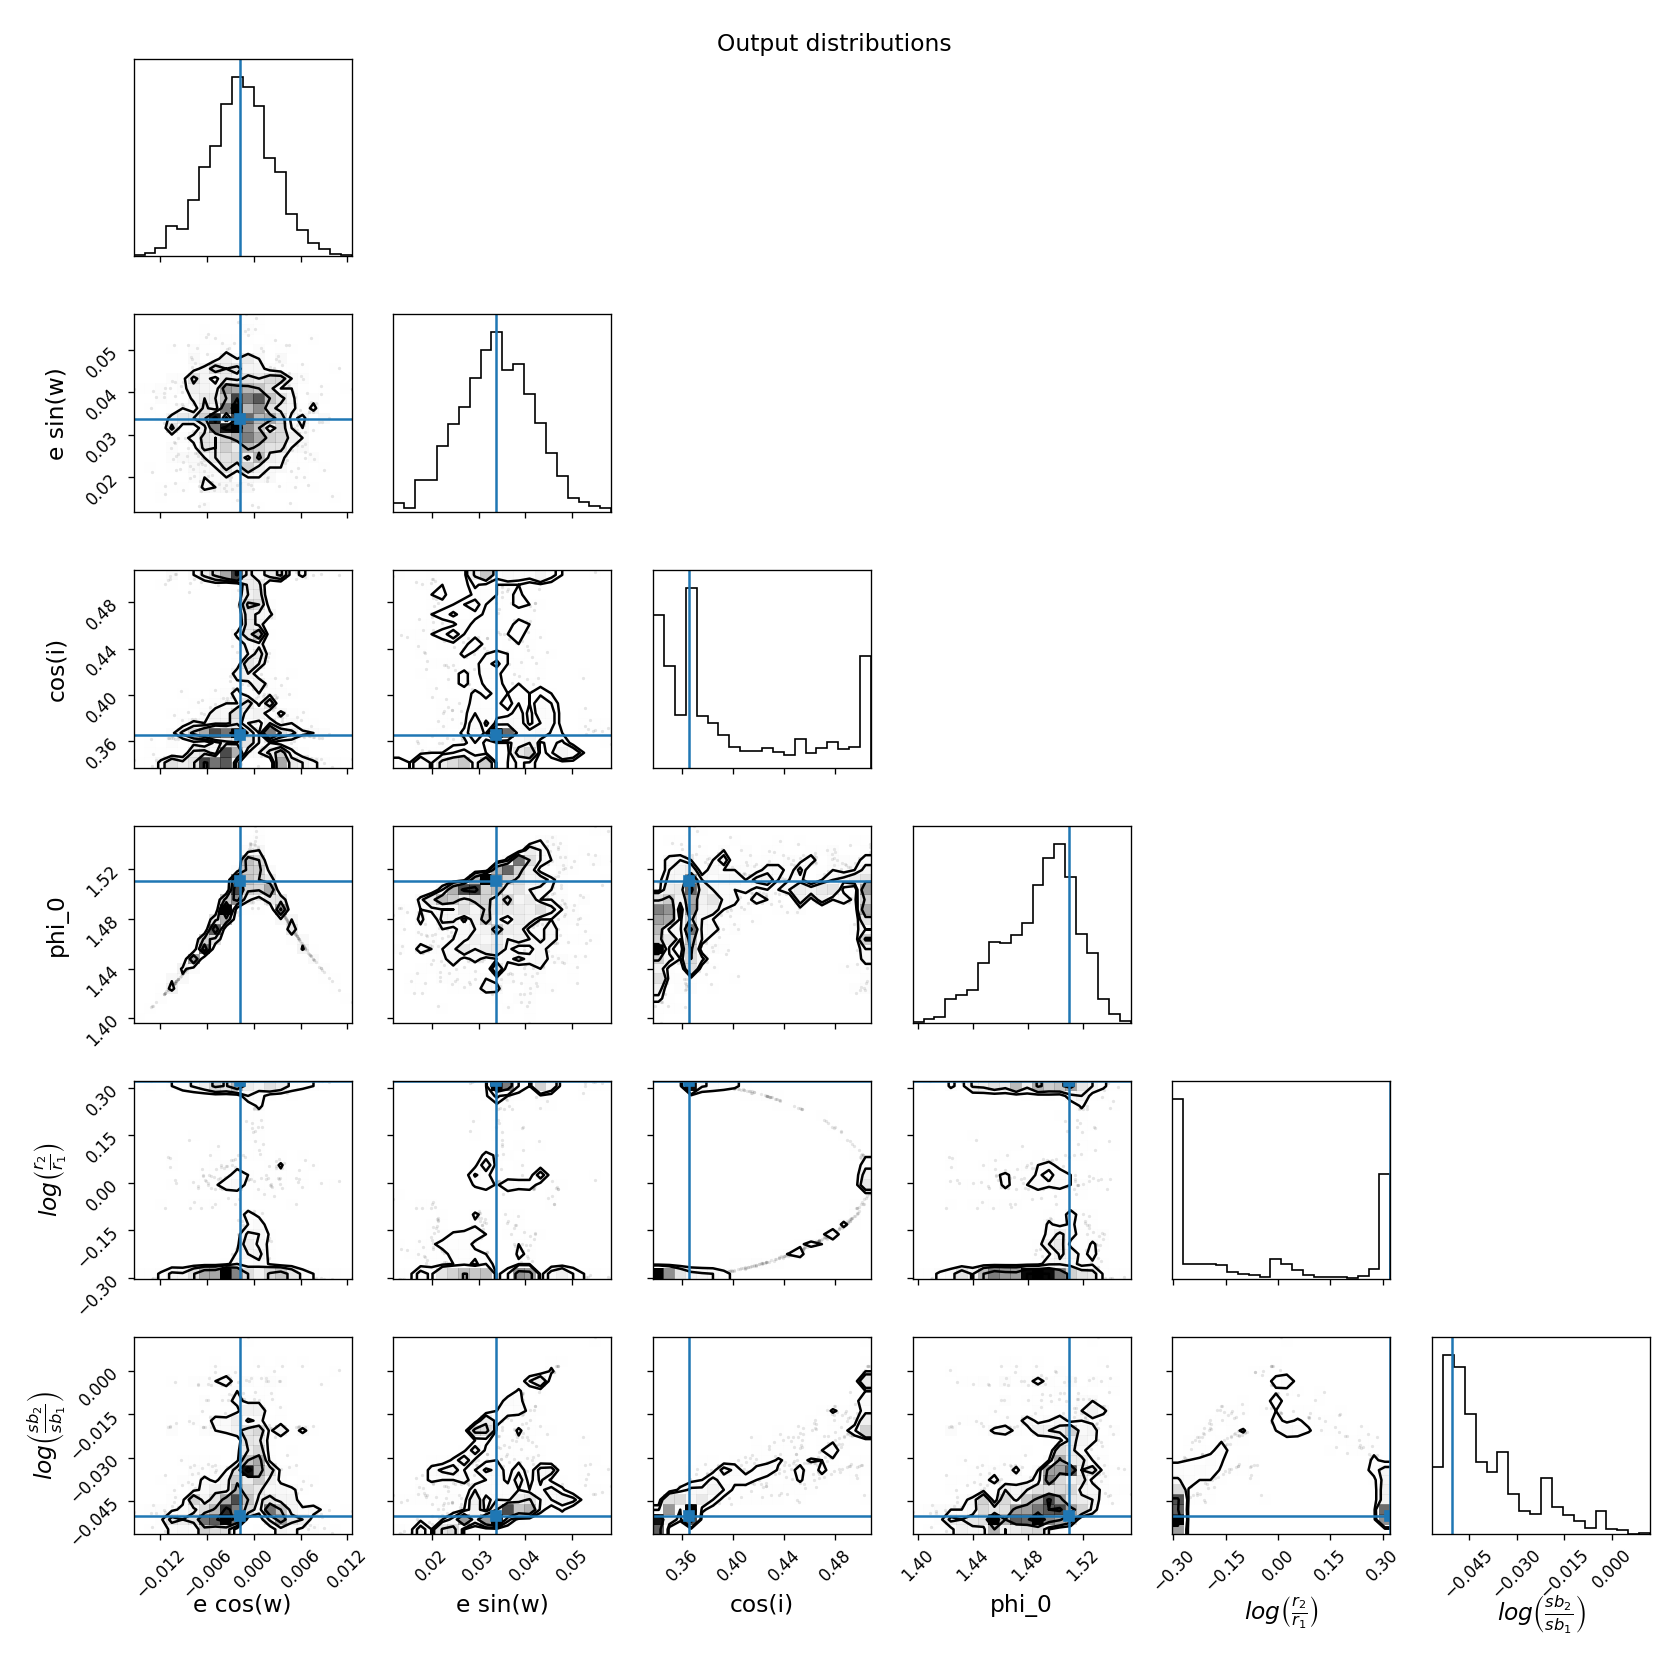 Output distributions
e sin(w)
0.05
0.04
0.03
0.02
cos(i)
0.48
0.44
0.40
0.36
phi_0
1.52
1.48
1.44
1.40
log(r₂/r₁)
0.30
0.15
0.00
−0.15
−0.30
log(sb₂/sb₁)
0.000
−0.015
−0.030
−0.045
−0.012 −0.006 0.000 0.006 0.012
0.02 0.03 0.04 0.05
0.36 0.40 0.44 0.48
1.40 1.44 1.48 1.52
−0.30 −0.15 0.00 0.15 0.30
−0.045 −0.030 −0.015 0.000
e cos(w)
e sin(w)
cos(i)
phi_0
log(r₂/r₁)
log(sb₂/sb₁)